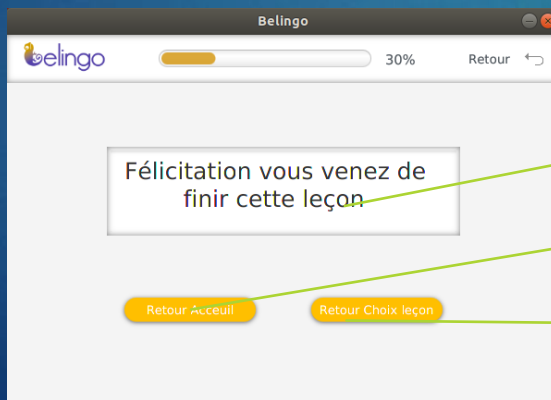 Belingo
belingo
30%
Retour
Félicitation vous venez de
finir cette leçon
Retour Acceuil
Retour Choix leçon